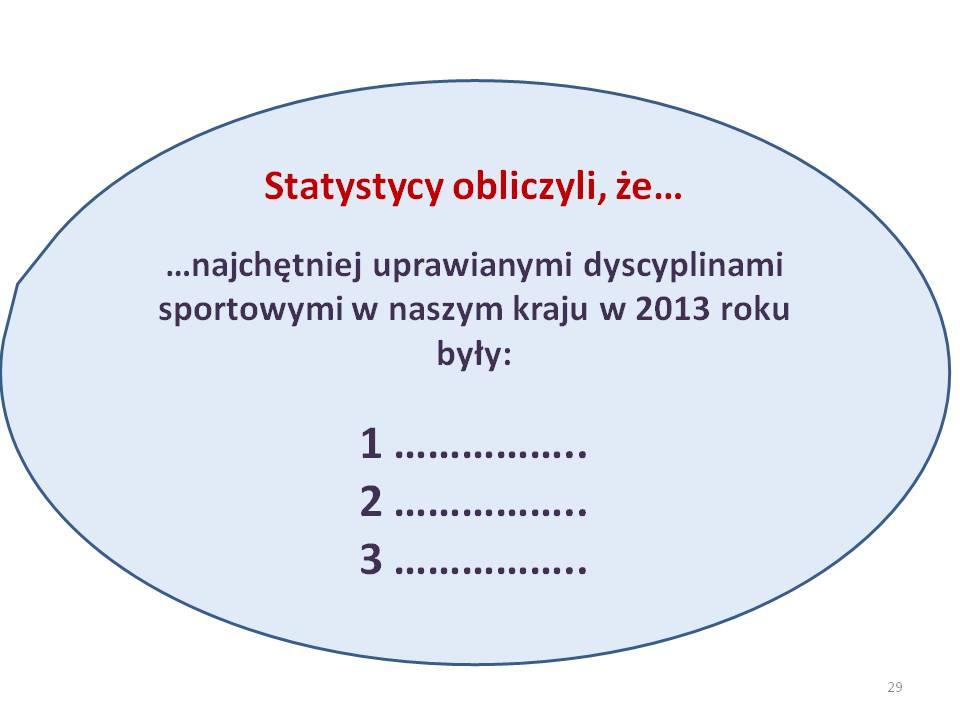 Statystycy obliczyli, że…
…najchętniej uprawianymi dyscyplinami
sportowymi w naszym kraju w 2013 roku
były:
1 ……………..
2 ……………..
3 ……………..
29